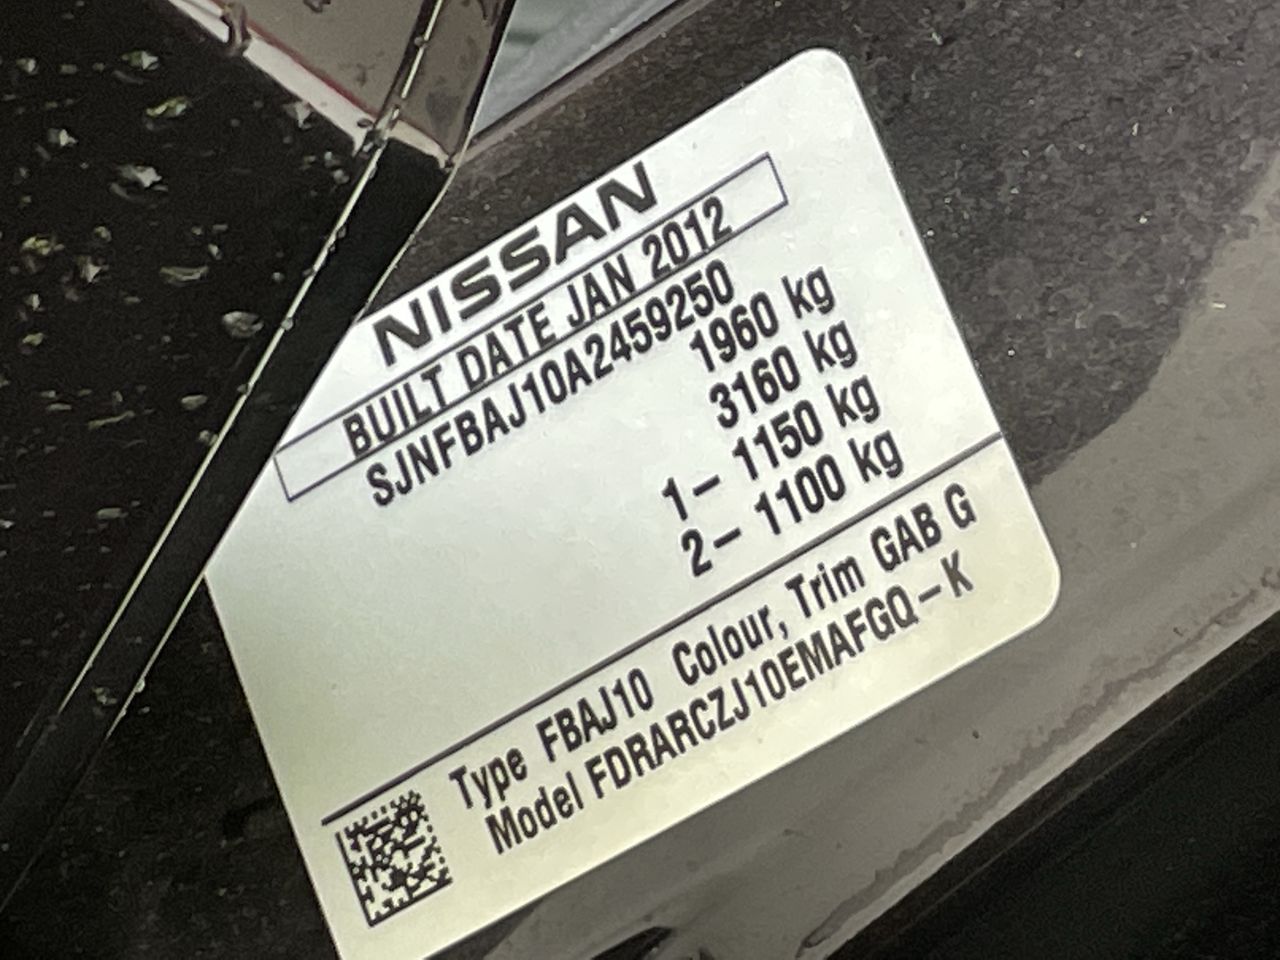 NISSAN
BUILT DATE JAN 2012
SJNFBAJ10A2459250
1960 kg
3160 kg
1- 1150 kg
2- 1100 kg
Type FBAJ10 Colour, Trim GAB G
Model FDRARCZJ10EMAFGQ-K